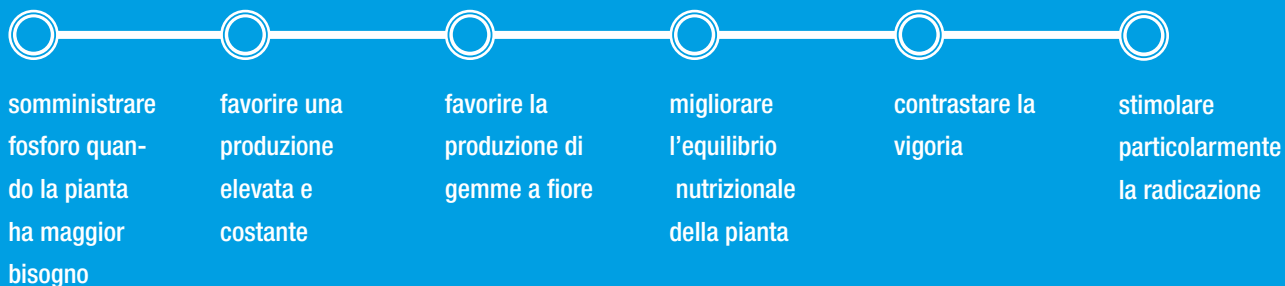 somministrare
fosforo quan-
do la pianta
ha maggior
bisogno
favorire una
produzione
elevata e
costante
favorire la
produzione di
gemme a fiore
migliorare
l’equilibrio
nutrizionale
della pianta
contrastare la
vigoria
stimolare
particolarmente
la radicazione